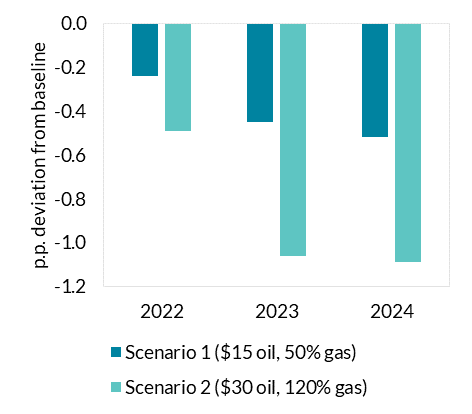 0.0
-0.2
-0.4
-0.6
-0.8
-1.0
-1.2
p.p. deviation from baseline
2022 2023 2024
Scenario 1 ($15 oil, 50% gas)
Scenario 2 ($30 oil, 120% gas)